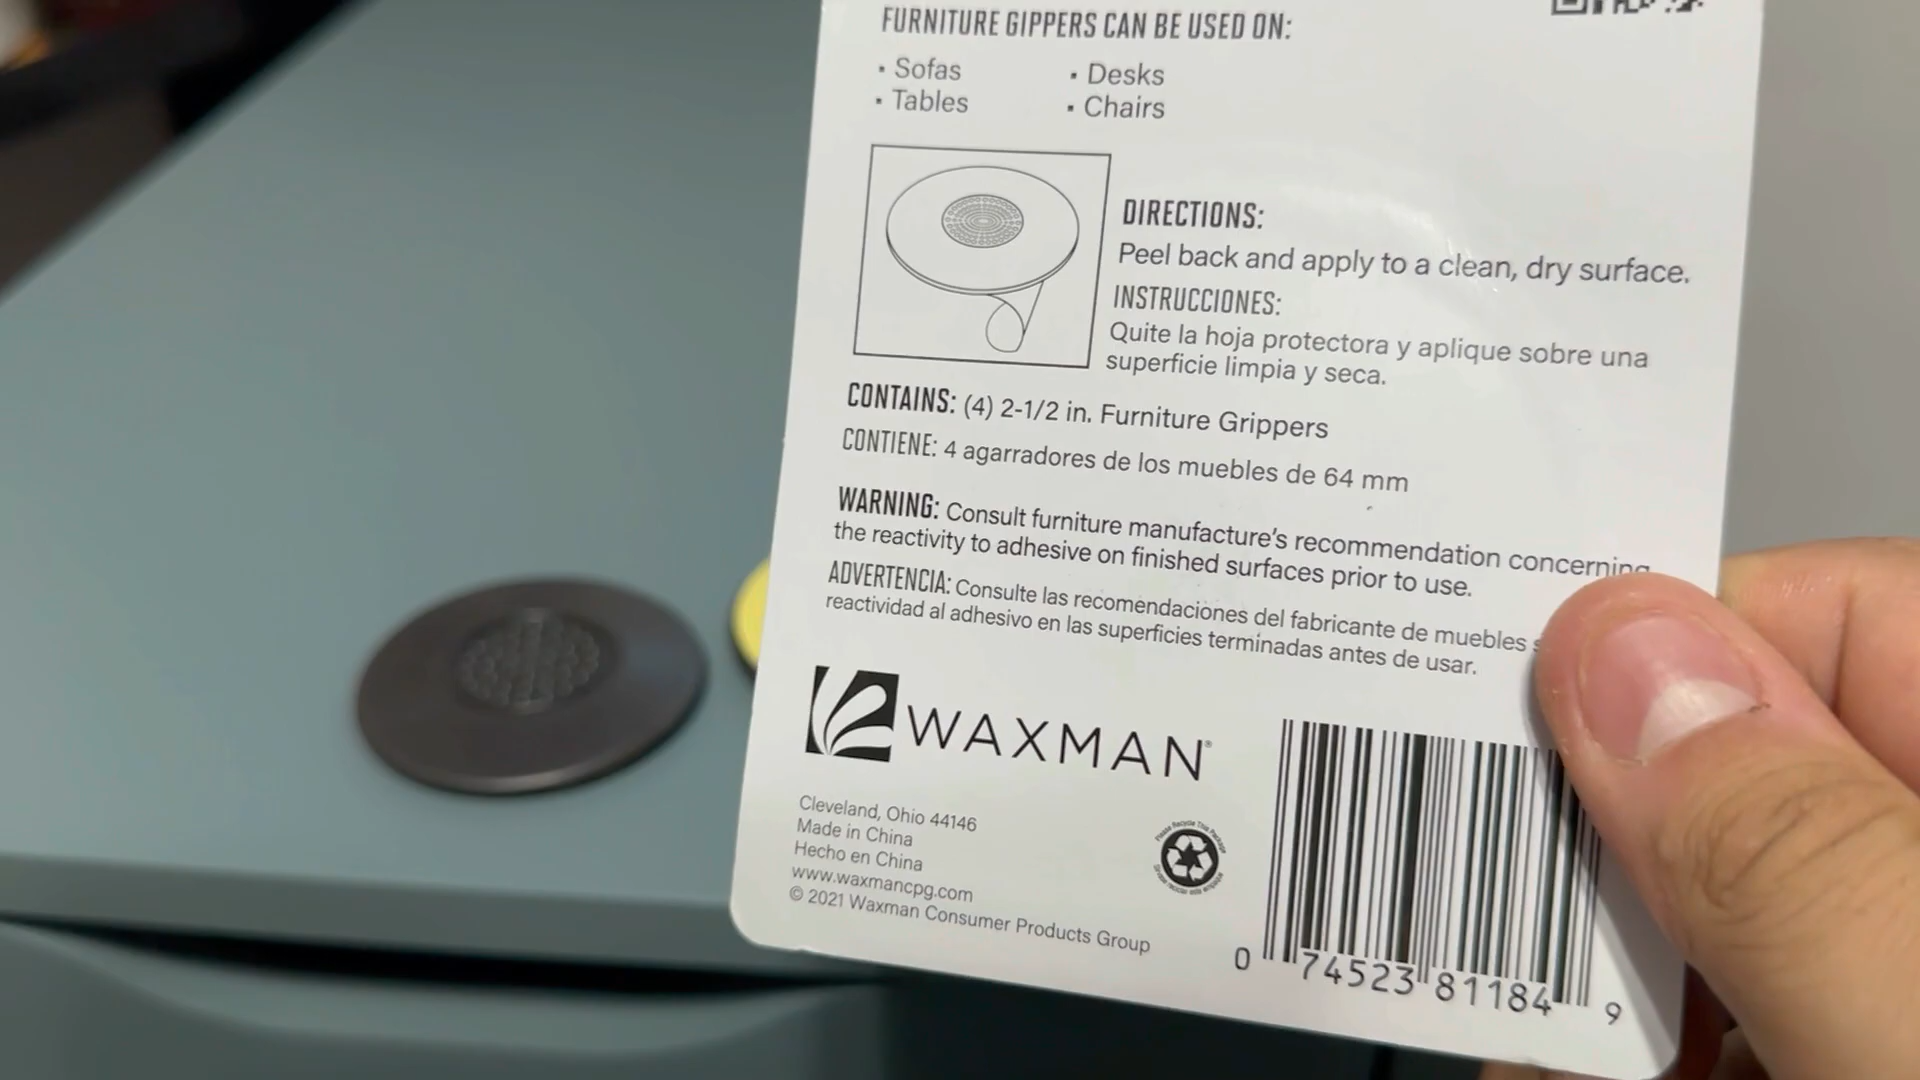 FURNITURE GIPPERS CAN BE USED ON:
• Sofas
• Desks
• Tables
• Chairs
DIRECTIONS:
Peel back and apply to a clean, dry surface.
INSTRUCCIONES:
Quite la hoja protectora y aplique sobre una
superficie limpia y seca.
CONTAINS: (4) 2-1/2 in. Furniture Grippers
CONTIENE: 4 agarradores de los muebles de 64 mm
WARNING: Consult furniture manufacture's recommendation concerning
the reactivity to adhesive on finished surfaces prior to use.
ADVERTENCIA: Consulte las recomendaciones del fabricante de muebles
reactividad al adhesivo en las superficies terminadas antes de usar.
WAXMAN®
Cleveland, Ohio 44146
Made in China
Hecho en China
www.waxmancpg.com
© 2021 Waxman Consumer Products Group
Please Recycle This Package
0 74523 81184 9